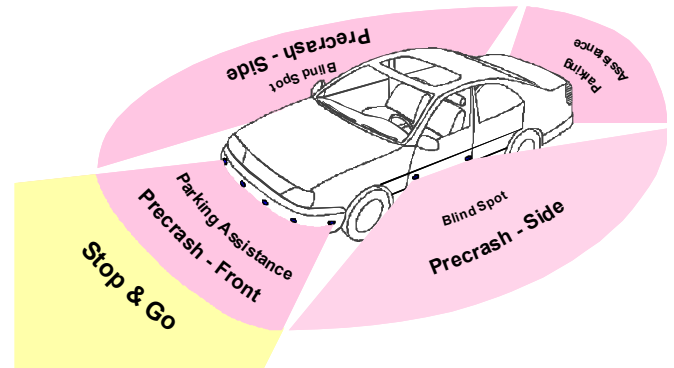 Precrash - Side
Blind Spot
Parking
Assistance
Parking Assistance
Precrash - Front
Stop & Go
Blind Spot
Precrash - Side